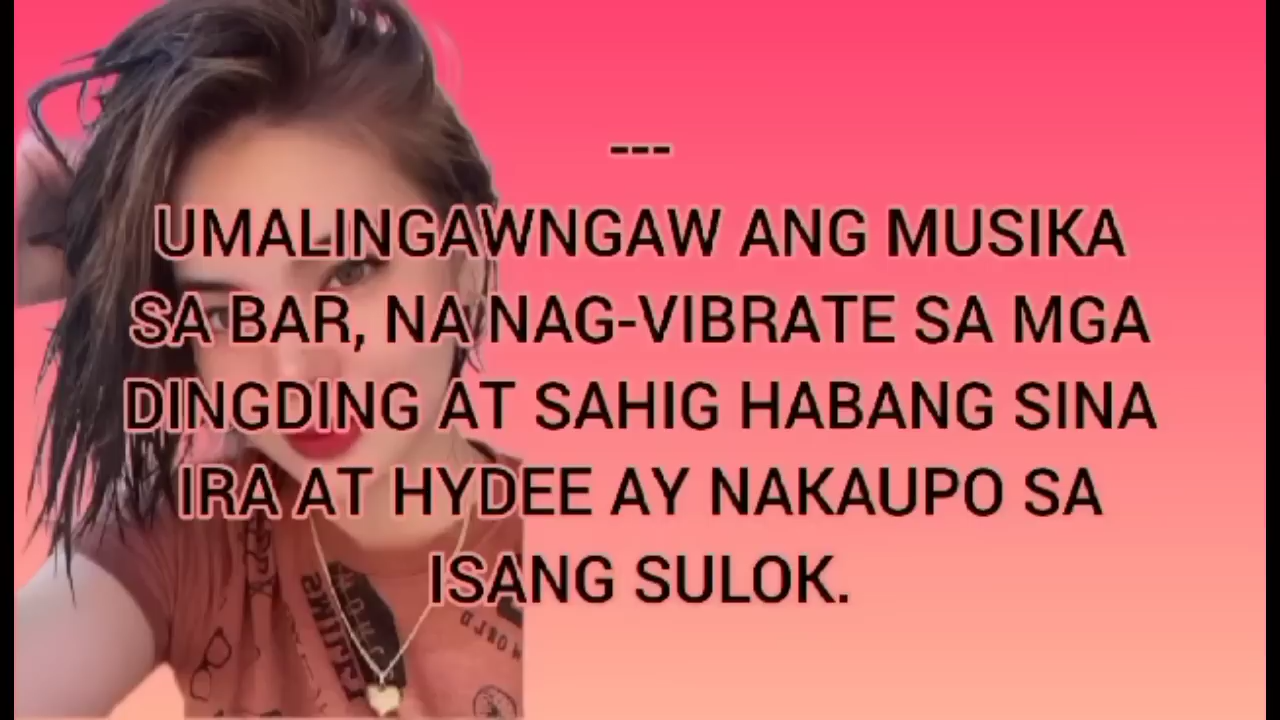 ---
UMALINGAWNGAW ANG MUSIKA
SA BAR, NA NAG-VIBRATE SA MGA
DINGDING AT SAHIG HABANG SINA
IRA AT HYDEE AY NAKAUPO SA
ISANG SULOK.